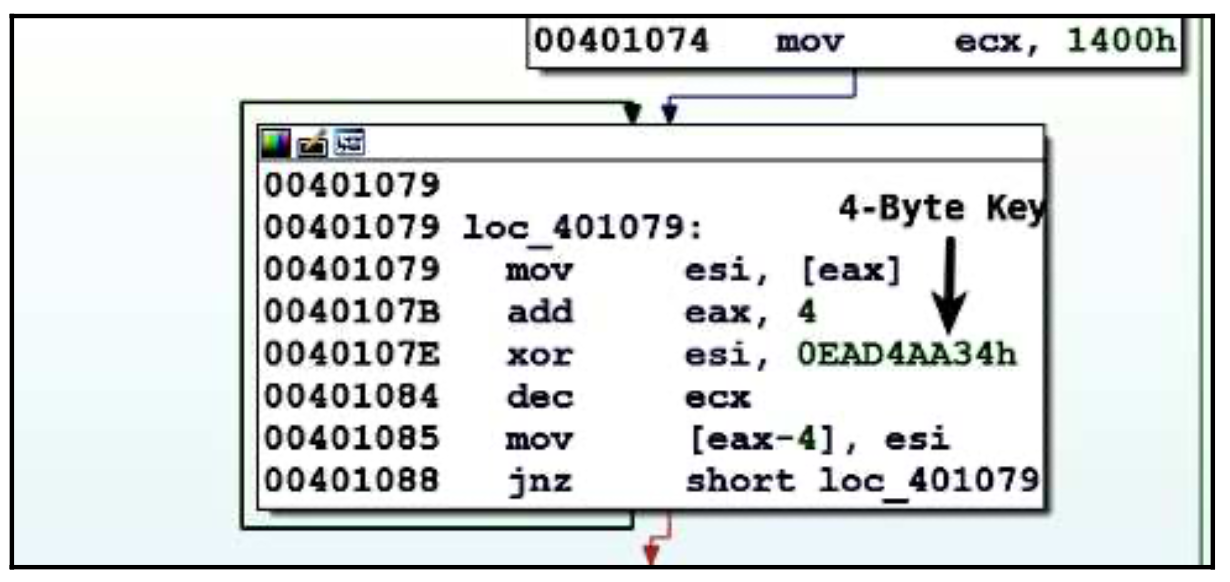 00401074 mov ecx, 1400h
00401079
00401079 loc_401079:
4-Byte Key
00401079 mov esi, [eax]
0040107B add eax, 4
0040107E xor esi, 0EAD4AA34h
00401084 dec ecx
00401085 mov [eax-4], esi
00401088 jnz short loc_401079